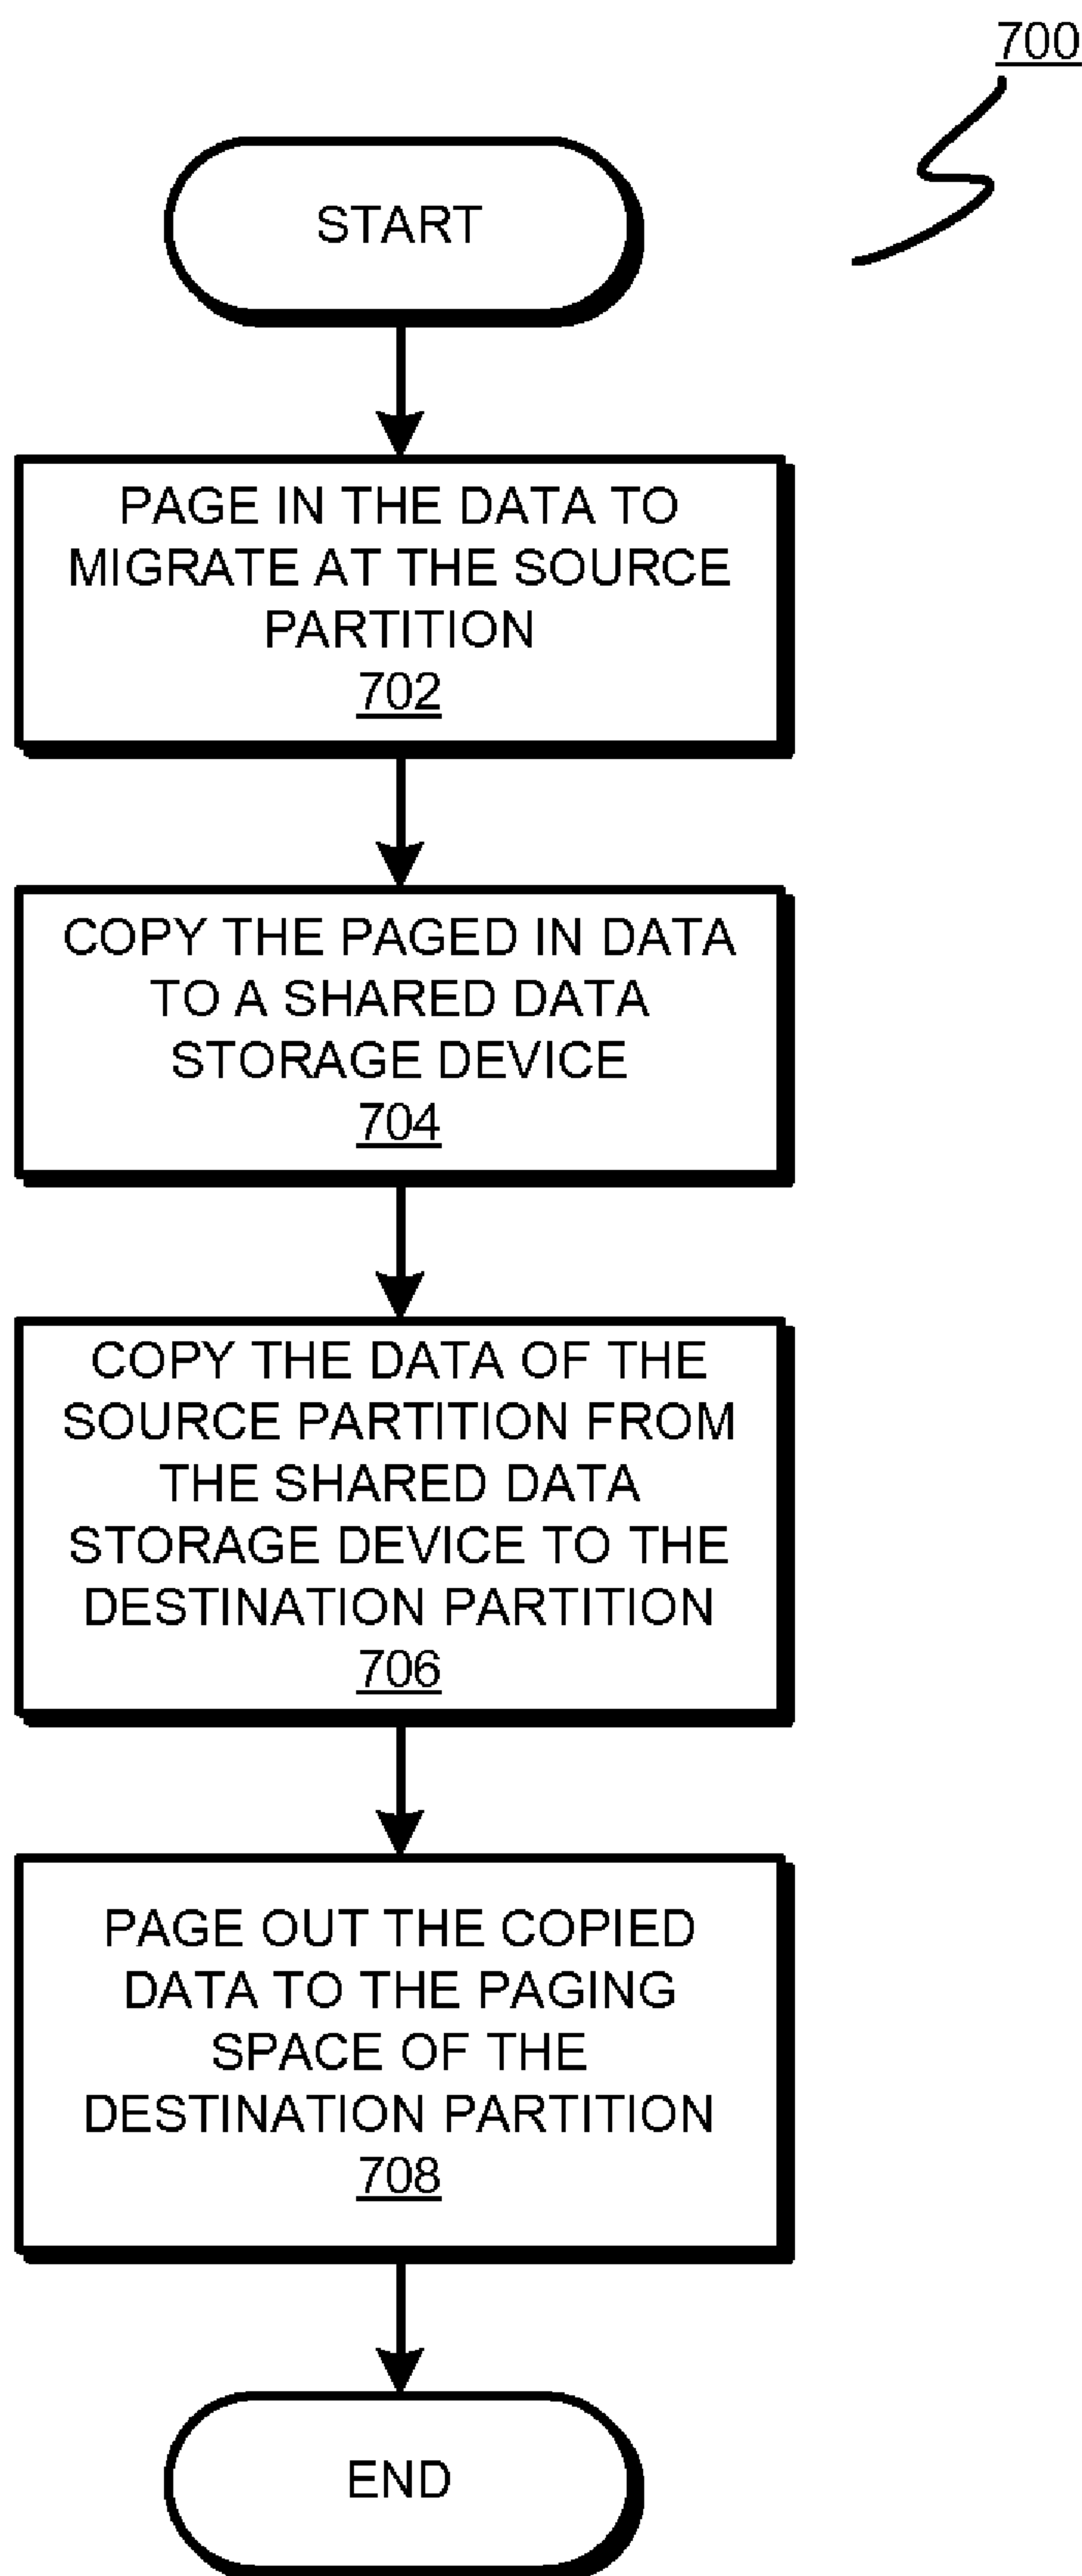 700
START
PAGE IN THE DATA TO
MIGRATE AT THE SOURCE
PARTITION
702
COPY THE PAGED IN DATA
TO A SHARED DATA
STORAGE DEVICE
704
COPY THE DATA OF THE
SOURCE PARTITION FROM
THE SHARED DATA
STORAGE DEVICE TO THE
DESTINATION PARTITION
706
PAGE OUT THE COPIED
DATA TO THE PAGING
SPACE OF THE
DESTINATION PARTITION
708
END